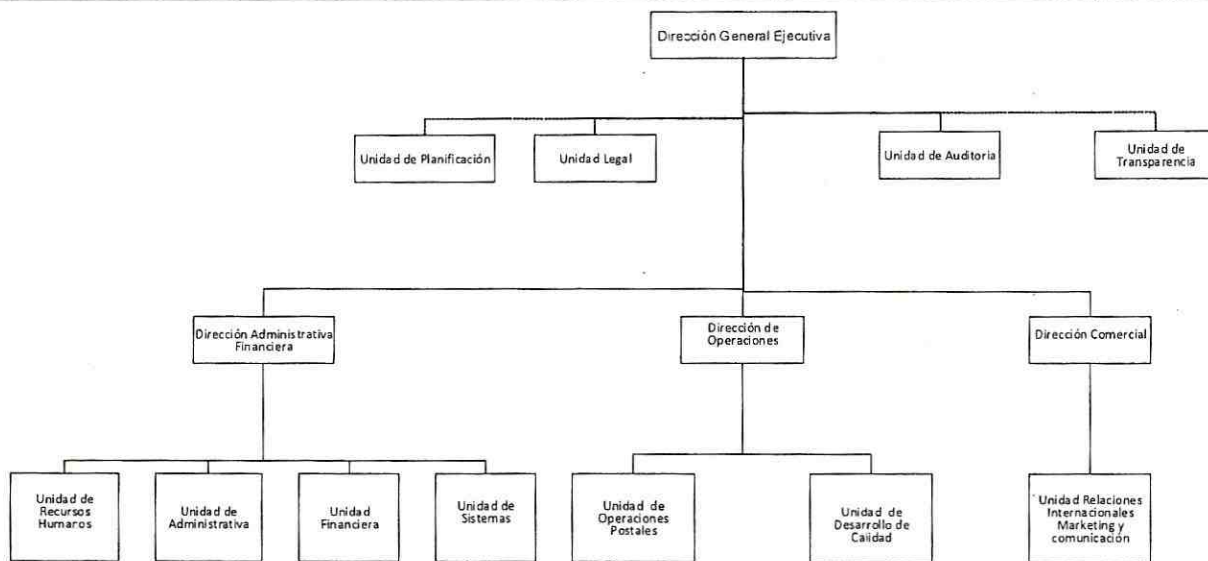 Dirección General Ejecutiva
Unidad de Planificación
Unidad Legal
Unidad de Auditoria
Unidad de
Transparencia
Dirección Administrativa
Financiera
Dirección de
Operaciones
Dirección Comercial
Unidad de
Recursos
Humaros
Unidad de
Administrativa
Unidad
Financiera
Unidad de
Sistemas
Unidad de
Operaciones
Postales
Unidad de
Desarrollo de
Calidad
Unidad Relaciones
Internacionales
Marketing y
comunicación